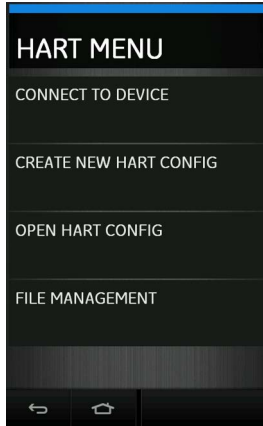 HART MENU
CONNECT TO DEVICE
CREATE NEW HART CONFIG
OPEN HART CONFIG
FILE MANAGEMENT